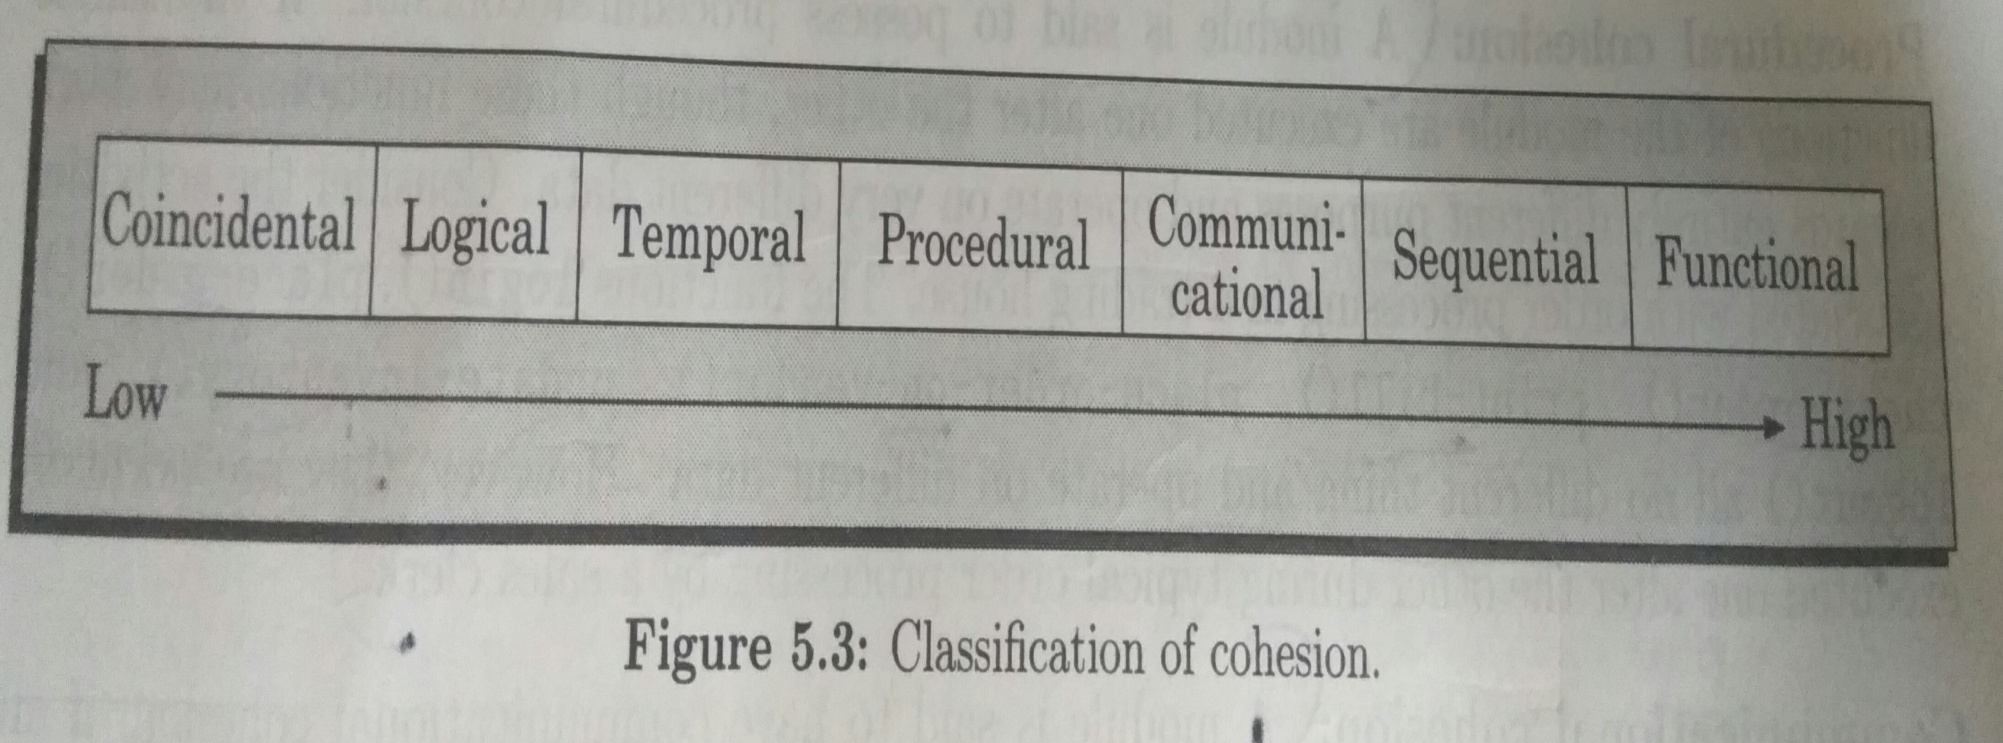 Coincidental Logical Temporal Procedural Communi-
cational Sequential Functional
Low High
Figure 5.3: Classification of cohesion.